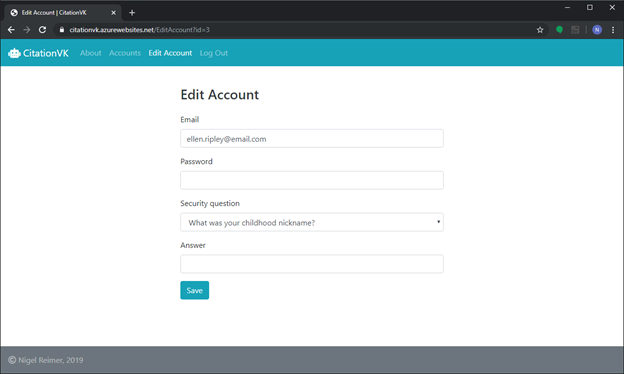 Edit Account | CitationVK
citationvk.azurewebsites.net/EditAccount?id=3
N
CitationVK About Accounts Edit Account Log Out
Edit Account
Email
ellen.ripley@email.com
Password
Security question
What was your childhood nickname?
Answer
Save
© Nigel Reimer, 2019